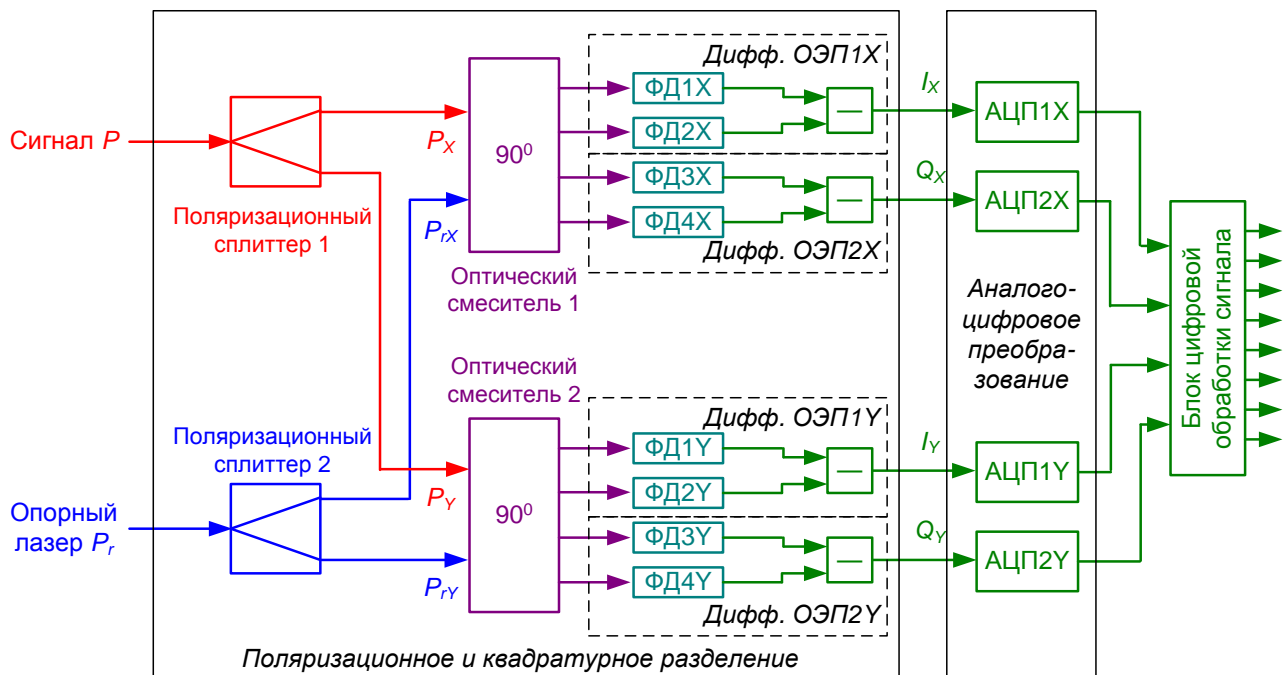 Сигнал P
Поляризационный
сплиттер 1
P_X
P_rX
90⁰
Оптический
смеситель 1
Дифф. ОЭП1X
ФД1X
ФД2X
—
ФД3X
ФД4X
—
Дифф. ОЭП2X
I_X
Q_X
АЦП1X
АЦП2X
Аналого-
цифровое
преобра-
зование
Блок цифровой
обработки сигнала
Опорный
лазер P_r
Поляризационный
сплиттер 2
P_Y
P_rY
Оптический
смеситель 2
90⁰
Дифф. ОЭП1Y
ФД1Y
ФД2Y
—
ФД3Y
ФД4Y
—
Дифф. ОЭП2Y
I_Y
Q_Y
АЦП1Y
АЦП2Y
Поляризационное и квадратурное разделение